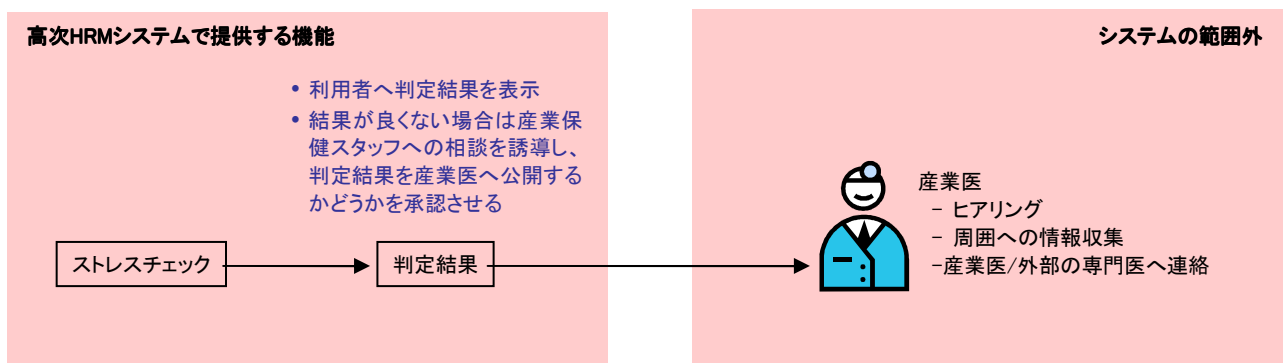 高次HRMシステムで提供する機能
システムの範囲外
• 利用者へ判定結果を表示
• 結果が良くない場合は産業保
健スタッフへの相談を誘導し、
判定結果を産業医へ公開する
かどうかを承認させる
ストレスチェック
判定結果
産業医
− ヒアリング
− 周囲への情報収集
−産業医/外部の専門医へ連絡